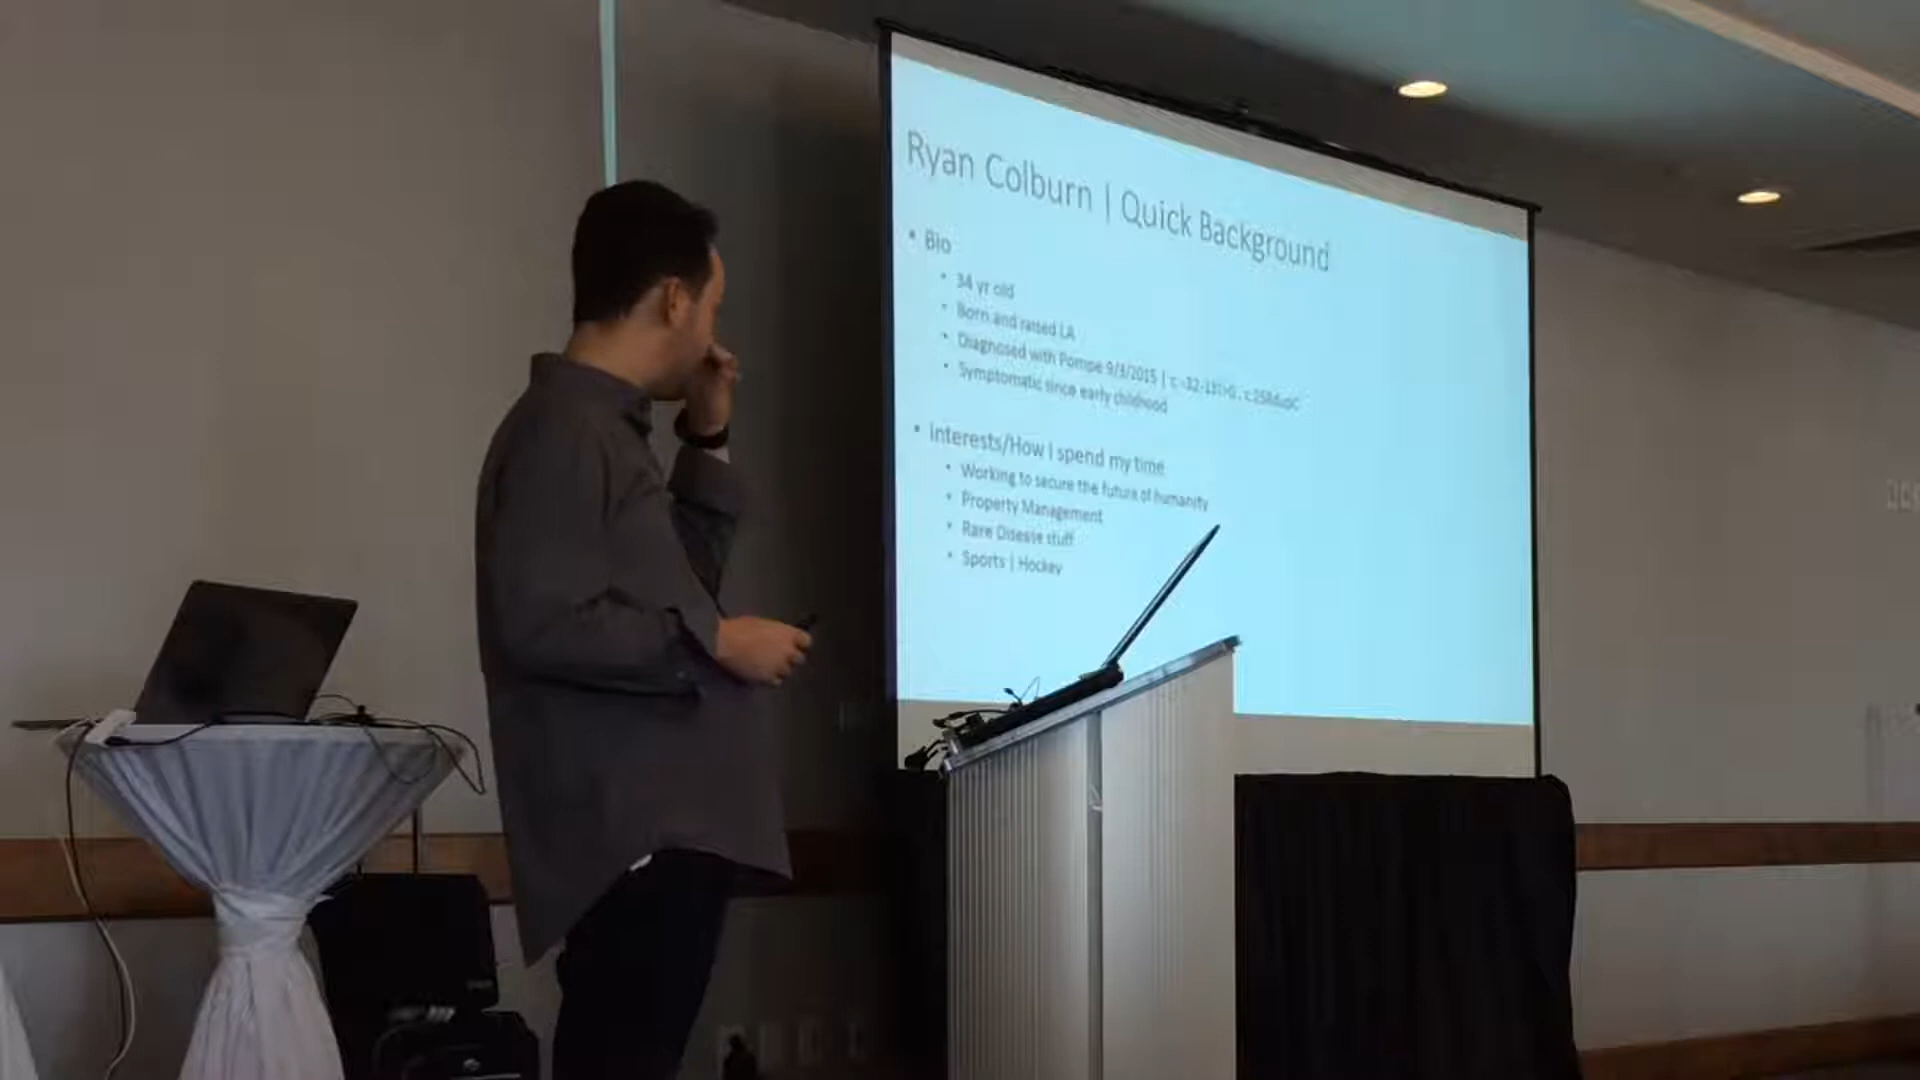 Ryan Colburn | Quick Background
• Bio
• 34 yr old
• Born and raised LA
• Diagnosed with Pompe 9/3/2015 | c.-32-13T>G,
• Symptomatic since early childhood
• Interests/How I spend my time
• Working to secure the future of humanity
• Property Management
• Rare Disease stuff
• Sports | Hockey